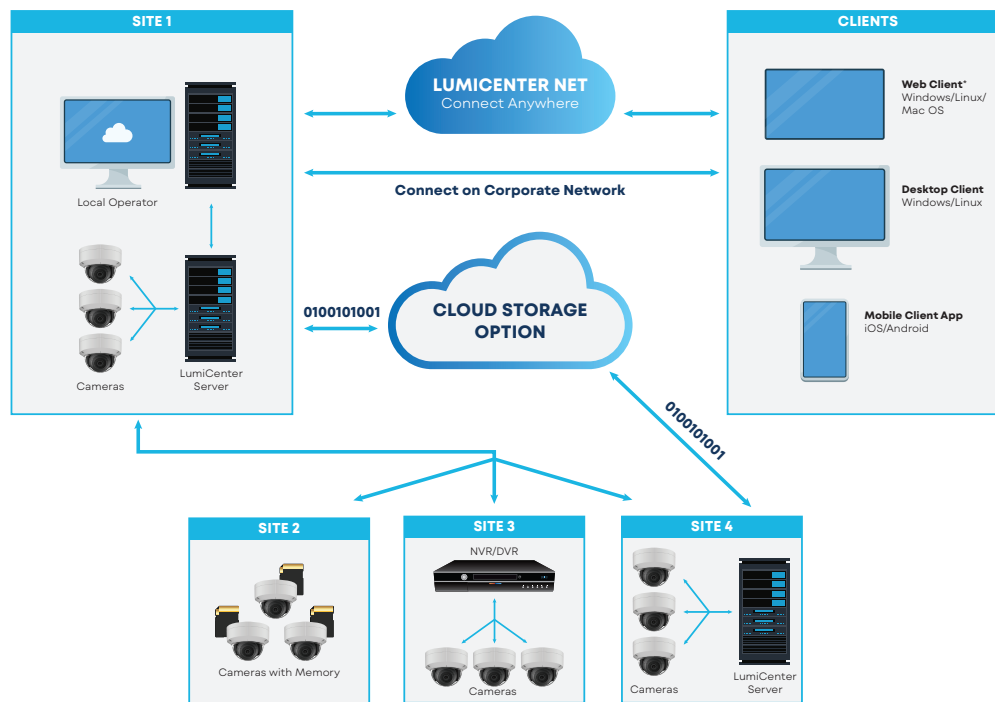 SITE 1
Local Operator
Cameras
LumiCenter
Server
LUMICENTER NET
Connect Anywhere
Connect on Corporate Network
0100101001
CLOUD STORAGE
OPTION
0100101001
CLIENTS
Web Client*
Windows/Linux/
Mac OS
Desktop Client
Windows/Linux
Mobile Client App
iOS/Android
SITE 2
Cameras with Memory
SITE 3
NVR/DVR
Cameras
SITE 4
Cameras
LumiCenter
Server